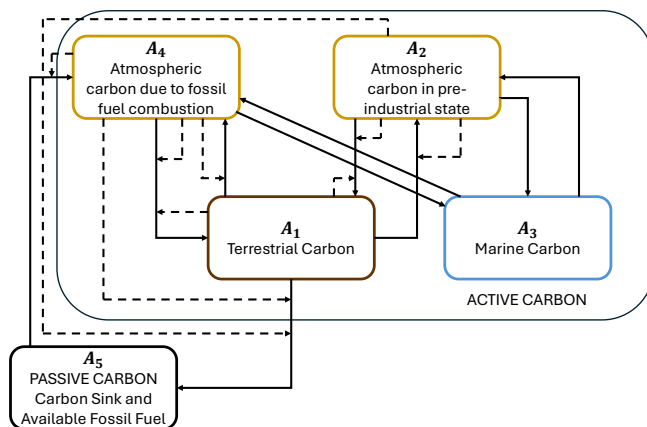 A₄
Atmospheric
carbon due to fossil
fuel combustion
A₂
Atmospheric
carbon in pre-
industrial state
A₁
Terrestrial Carbon
A₃
Marine Carbon
ACTIVE CARBON
A₅
PASSIVE CARBON
Carbon Sink and
Available Fossil Fuel